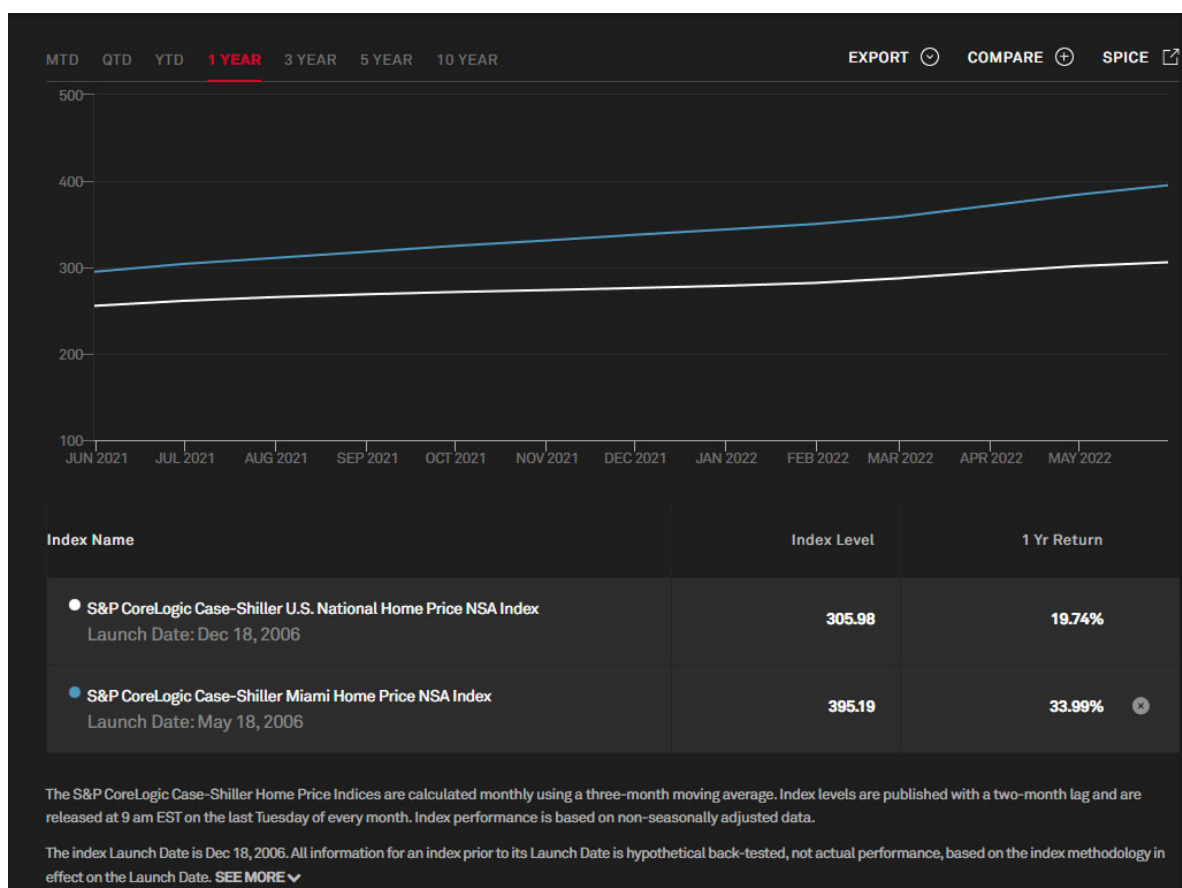 MTD QTD YTD 1 YEAR 3 YEAR 5 YEAR 10 YEAR EXPORT COMPARE SPICE
500
400
300
200
100
JUN 2021 JUL 2021 AUG 2021 SEP 2021 OCT 2021 NOV 2021 DEC 2021 JAN 2022 FEB 2022 MAR 2022 APR 2022 MAY 2022
Index Name Index Level 1 Yr Return
S&P CoreLogic Case-Shiller U.S. National Home Price NSA Index 305.98 19.74%
Launch Date: Dec 18, 2006
S&P CoreLogic Case-Shiller Miami Home Price NSA Index 395.19 33.99%
Launch Date: May 18, 2006
The S&P CoreLogic Case-Shiller Home Price Indices are calculated monthly using a three-month moving average. Index levels are published with a two-month lag and are
released at 9 am EST on the last Tuesday of every month. Index performance is based on non-seasonally adjusted data.
The index Launch Date is Dec 18, 2006. All information for an index prior to its Launch Date is hypothetical back-tested, not actual performance, based on the index methodology in
effect on the Launch Date. SEE MORE